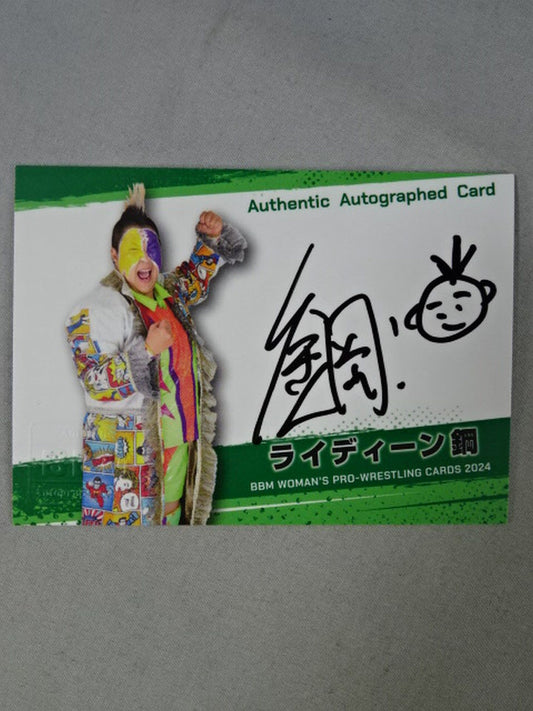 Authentic Autographed Card
鋼
ライディーン鋼
BBM WOMAN'S PRO-WRESTLING CARDS 2024